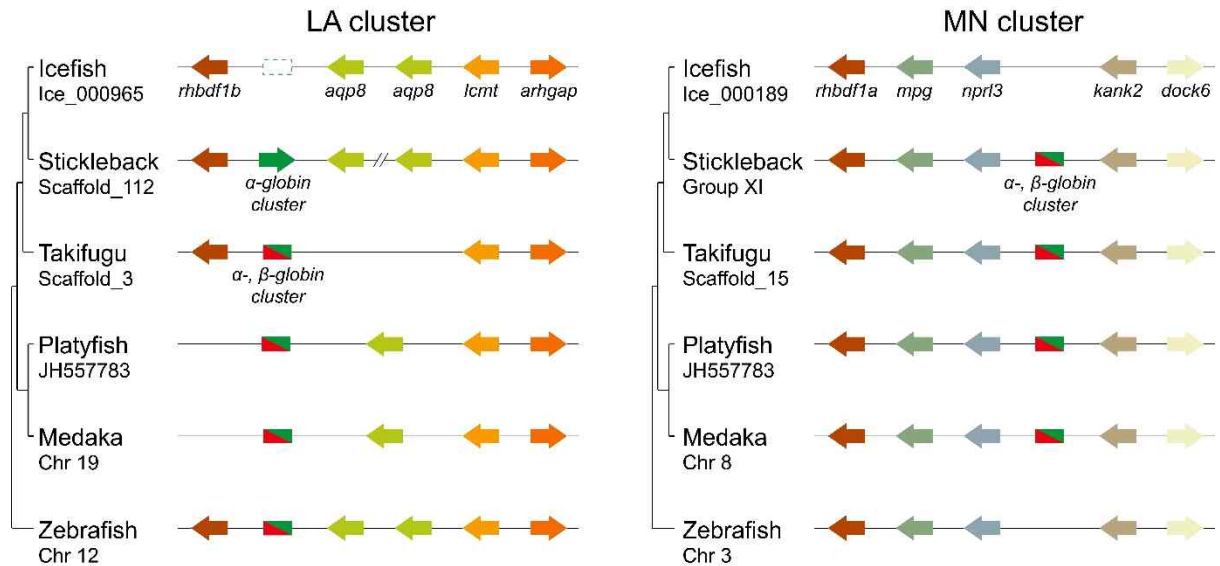 LA cluster
Icefish
Ice_000965
rhbdf1b
aqp8
aqp8
lcmt
arhgap
Stickleback
Scaffold_112
α-globin
cluster
Takifugu
Scaffold_3
α-, β-globin
cluster
Platyfish
JH557783
Medaka
Chr 19
Zebrafish
Chr 12
MN cluster
Icefish
Ice_000189
rhbdf1a
mpg
nprl3
kank2
dock6
Stickleback
Group XI
α-, β-globin
cluster
Takifugu
Scaffold_15
Platyfish
JH557783
Medaka
Chr 8
Zebrafish
Chr 3